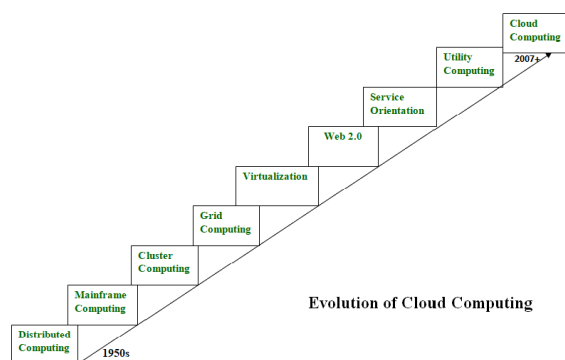 Cloud
Computing
2007+
Utility
Computing
Service
Orientation
Web 2.0
Virtualization
Grid
Computing
Cluster
Computing
Mainframe
Computing
Evolution of Cloud Computing
Distributed
Computing
1950s